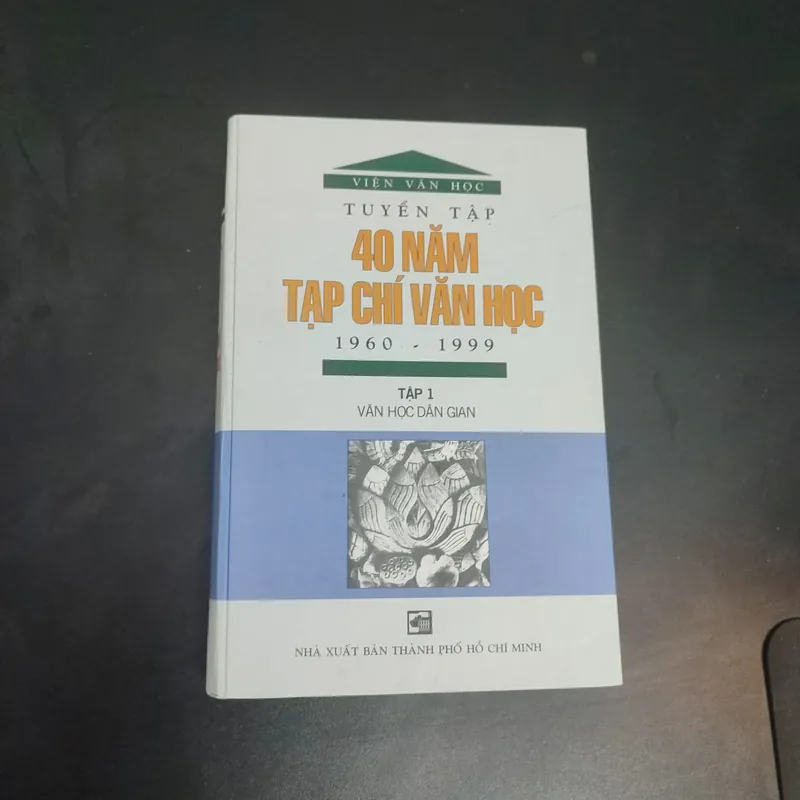 VIỆN VĂN HỌC
TUYỂN TẬP
40 NĂM
TẠP CHÍ VĂN HỌC
1960 - 1999
TẬP 1
VĂN HỌC DÂN GIAN
NHÀ XUẤT BẢN THÀNH PHỐ HỒ CHÍ MINH